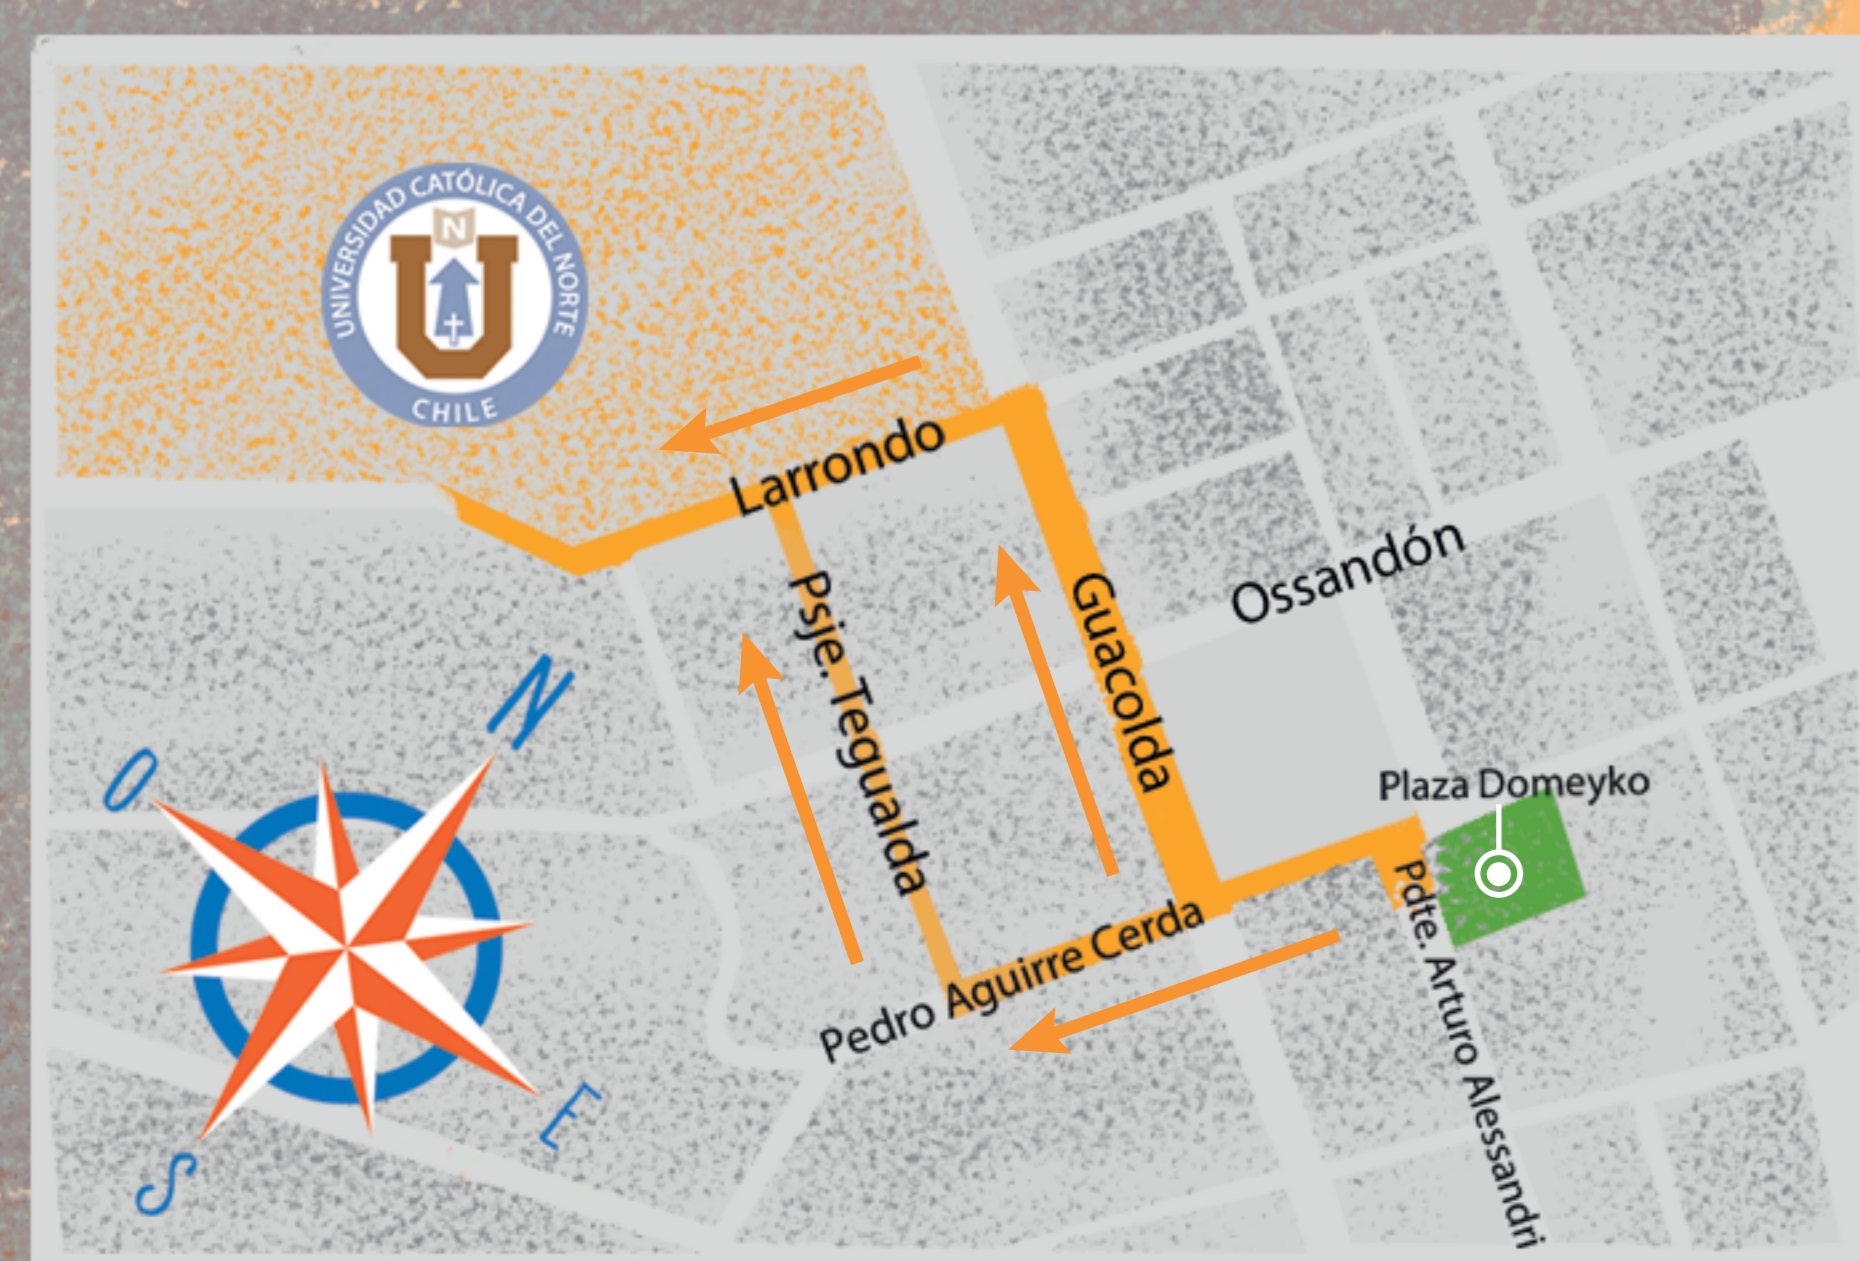 UNIVERSIDAD CATÓLICA DEL NORTE
N
CHILE
Larrondo
Psje. Tegualda
Guacolda
Ossandón
Plaza Domeyko
Pdte. Arturo Alessandri
Pedro Aguirre Cerda
N
O
E
S